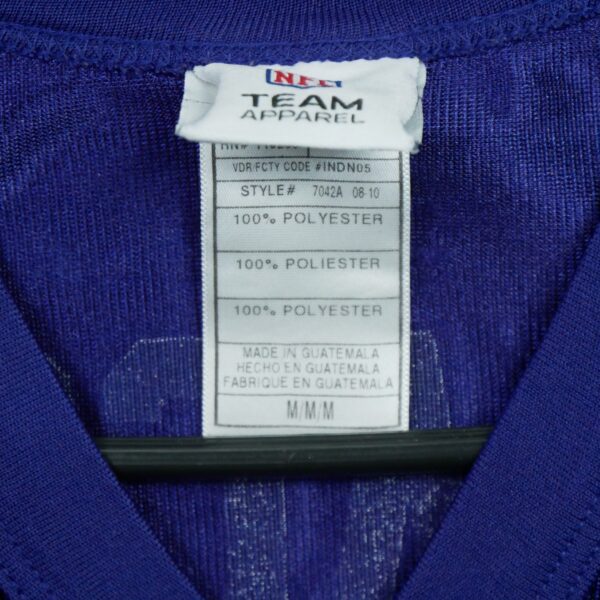 NFL
TEAM
APPAREL
VDR/FCTY CODE #INDN05
STYLE# 7042A 08-10
100% POLYESTER
100% POLIESTER
100% POLYESTER
MADE IN GUATEMALA
HECHO EN GUATEMALA
FABRIQUE EN GUATEMALA
M/M/M